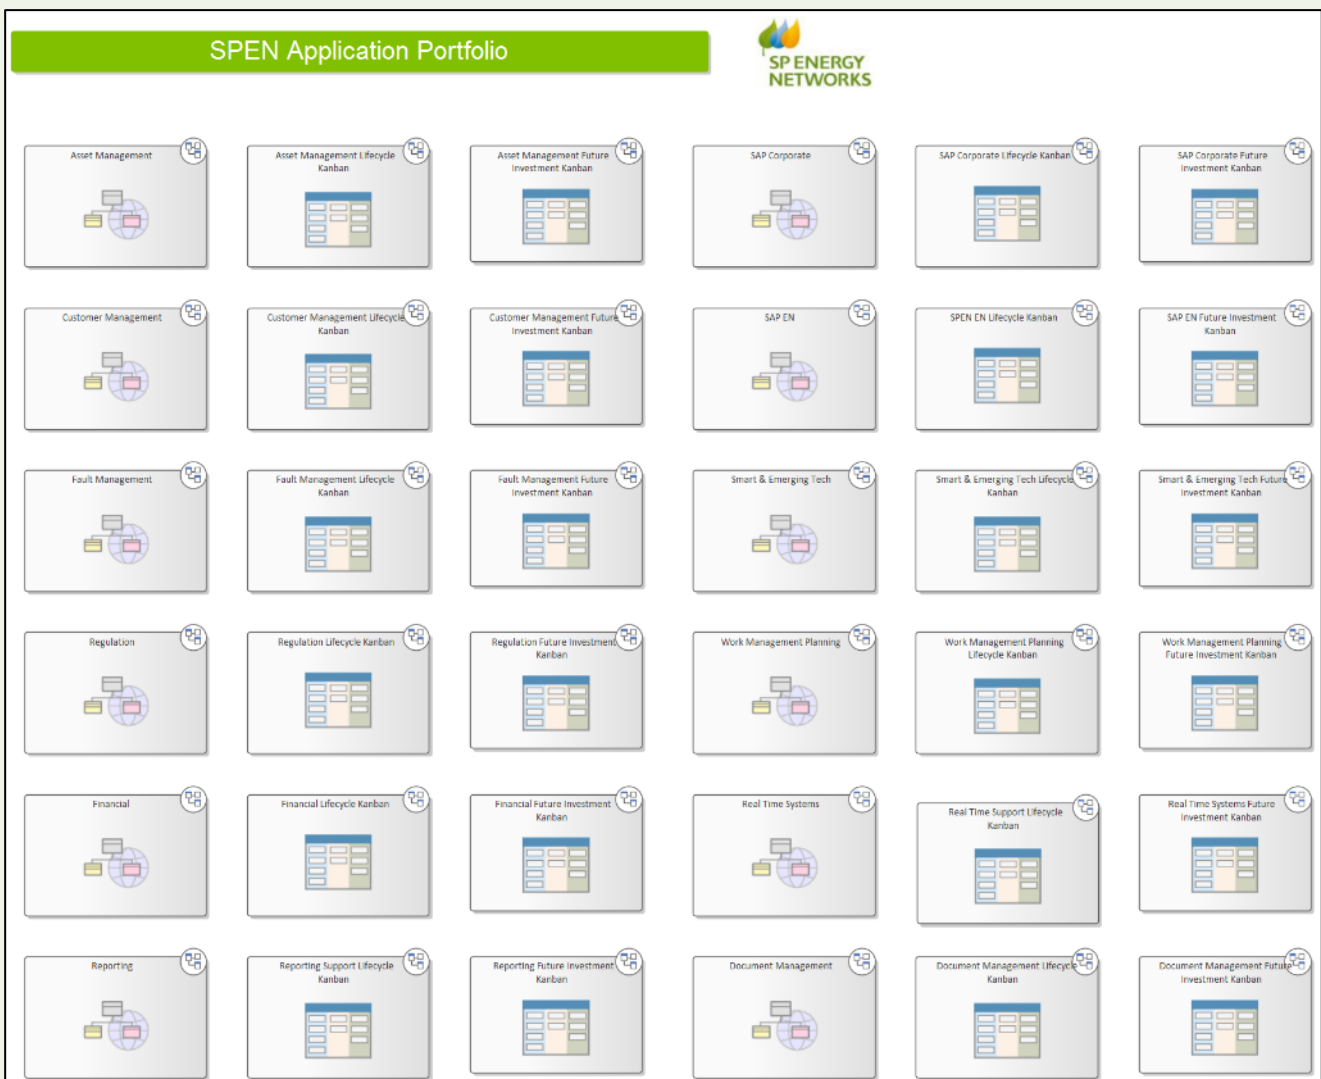 SPEN Application Portfolio
SP ENERGY
NETWORKS
Asset Management
Asset Management Lifecycle
Kanban
Asset Management Future
Investment Kanban
SAP Corporate
SAP Corporate Lifecycle Kanban
SAP Corporate Future
Investment Kanban
Customer Management
Customer Management Lifecycle
Kanban
Customer Management Future
Investment Kanban
SAP EN
SPEN EN Lifecycle Kanban
SAP EN Future Investment
Kanban
Fault Management
Fault Management Lifecycle
Kanban
Fault Management Future
Investment Kanban
Smart & Emerging Tech
Smart & Emerging Tech Lifecycle
Kanban
Smart & Emerging Tech Future
Investment Kanban
Regulation
Regulation Lifecycle Kanban
Regulation Future Investment
Kanban
Work Management Planning
Work Management Planning
Lifecycle Kanban
Work Management Planning
Future Investment Kanban
Financial
Financial Lifecycle Kanban
Financial Future Investment
Kanban
Real Time Systems
Real Time Support Lifecycle
Kanban
Real Time Systems Future
Investment Kanban
Reporting
Reporting Support Lifecycle
Kanban
Reporting Future Investment
Kanban
Document Management
Document Management Lifecycle
Kanban
Document Management Future
Investment Kanban